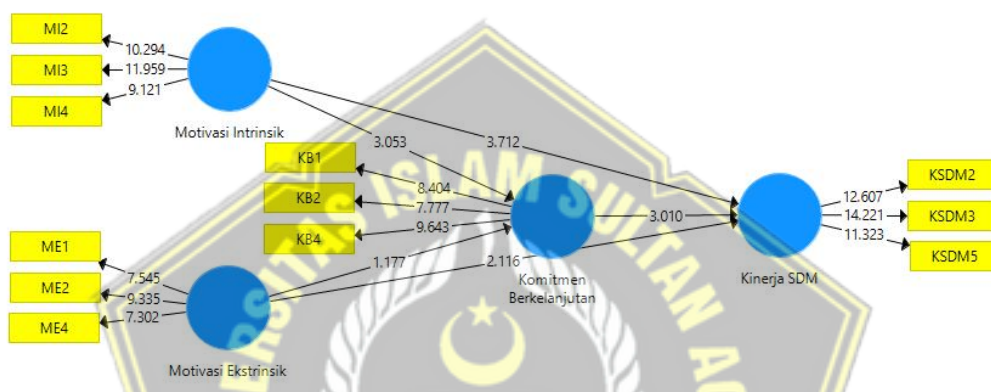 MI2
10.294
MI3
11.959
MI4
9.121
Motivasi Intrinsik
3.053
3.712
KB1
8.404
KB2
7.777
KB4
9.643
3.010
KSDM2
12.607
KSDM3
14.221
KSDM5
11.323
Kinerja SDM
Komitmen
Berkelanjutan
1.177
2.116
ME1
7.545
ME2
9.335
ME4
7.302
Motivasi Ekstrinsik
ISLAM SULTAN